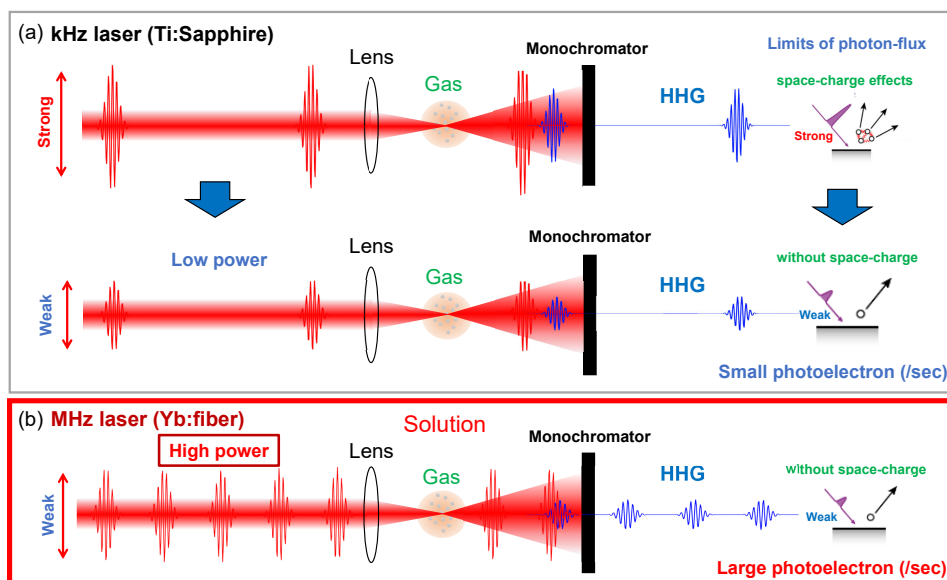 (a) kHz laser (Ti:Sapphire)
Monochromator
Limits of photon-flux
Lens
Gas
HHG
space-charge effects
Strong
Strong
Low power
Lens
Gas
Monochromator
HHG
without space-charge
Weak
Weak
Small photoelectron (/sec)
(b) MHz laser (Yb:fiber)
Solution
High power
Lens
Monochromator
Gas
HHG
without space-charge
Weak
Weak
Large photoelectron (/sec)